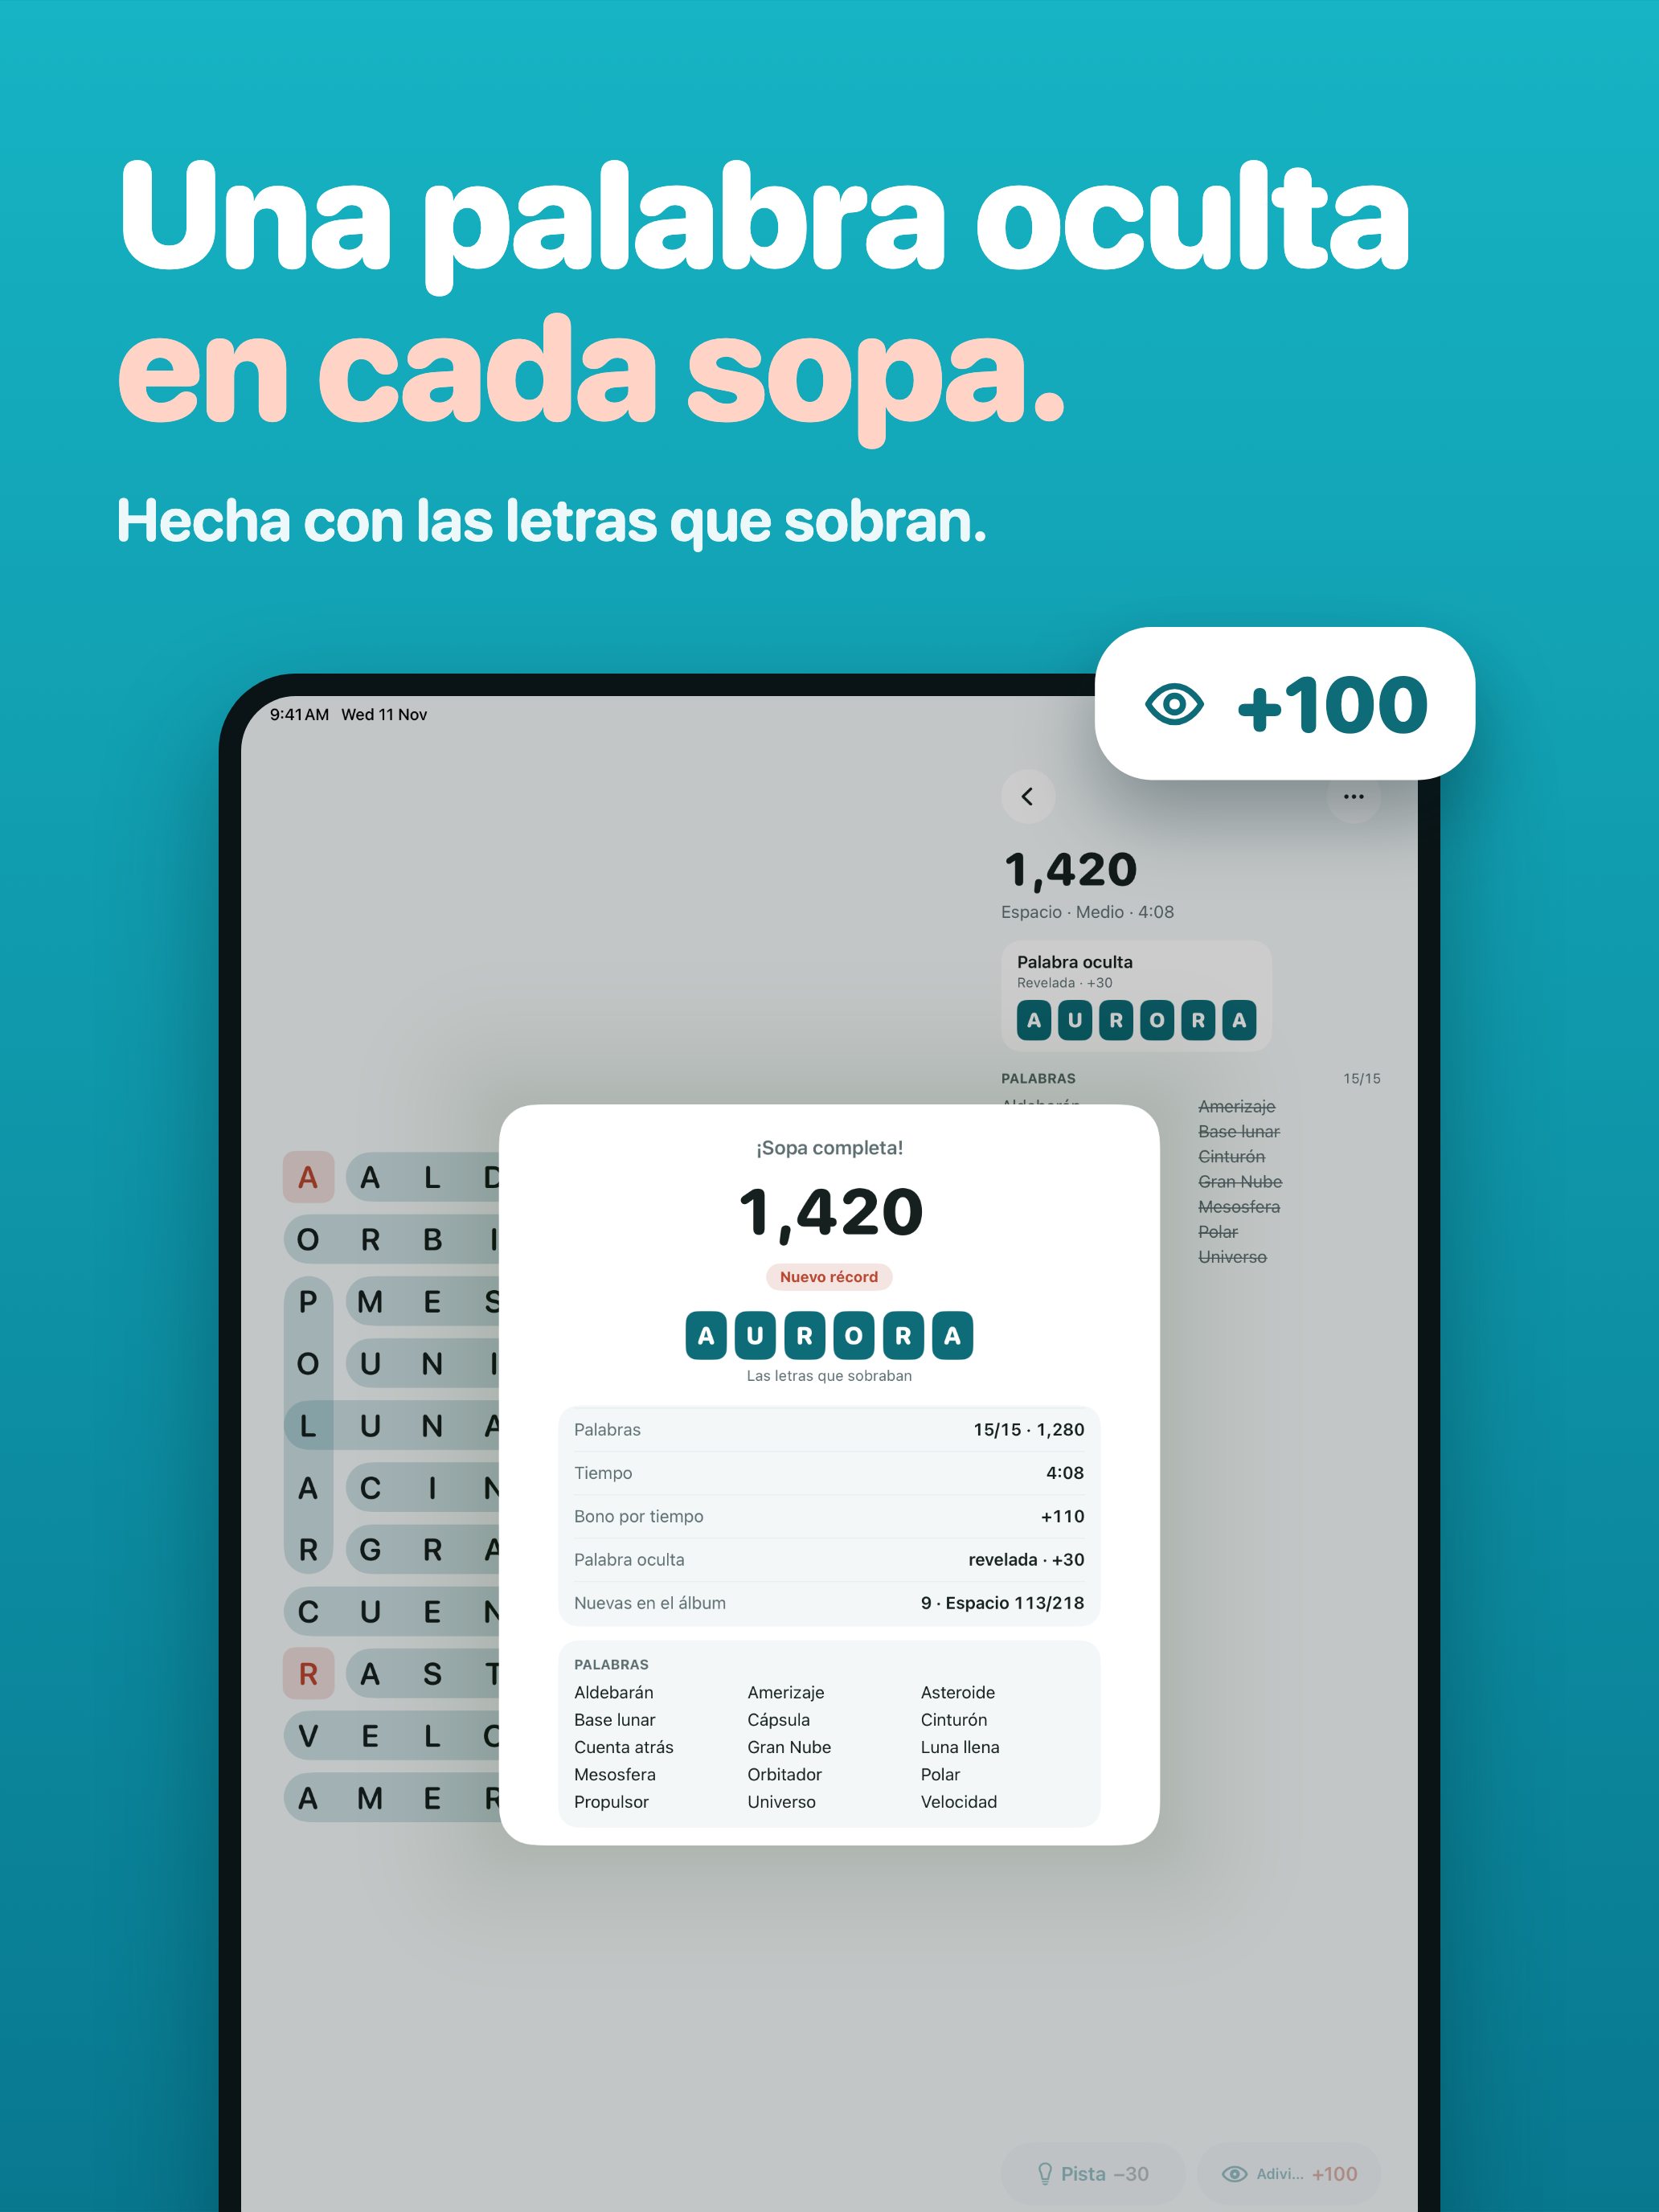 Una palabra oculta
en cada sopa.
Hecha con las letras que sobran.
+100
9:41 AM Wed 11 Nov
1,420
Espacio · Medio · 4:08
Palabra oculta
Revelada · +30
A U R O R A
PALABRAS 15/15
Aldebarán Amerizaje
Base lunar
Cinturón
Gran Nube
Mesosfera
Polar
Universo
A A L D
O R B I
P M E S
O U N I
L U N A
A C I N
R G R A
C U E N
R A S T
V E L O
A M E R
¡Sopa completa!
1,420
Nuevo récord
A U R O R A
Las letras que sobraban
Palabras 15/15 · 1,280
Tiempo 4:08
Bono por tiempo +110
Palabra oculta revelada · +30
Nuevas en el álbum 9 · Espacio 113/218
PALABRAS
Aldebarán Amerizaje Asteroide
Base lunar Cápsula Cinturón
Cuenta atrás Gran Nube Luna llena
Mesosfera Orbitador Polar
Propulsor Universo Velocidad
Pista −30 Adivi... +100